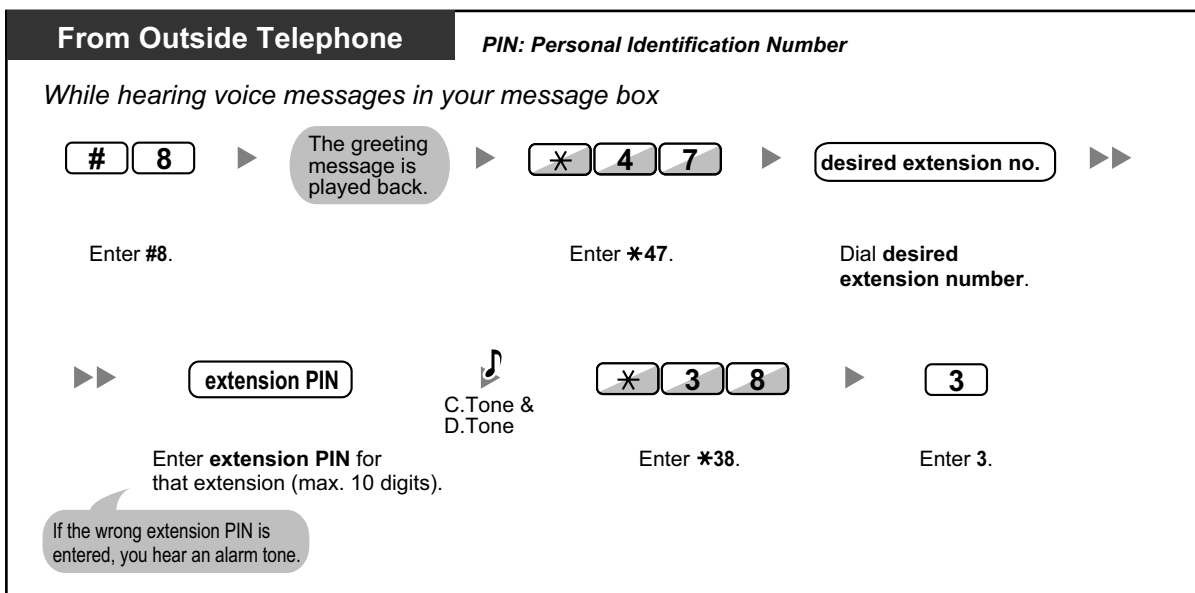 From Outside Telephone
PIN: Personal Identification Number
While hearing voice messages in your message box
# 8
The greeting
message is
played back.
* 4 7
desired extension no.
Enter #8.
Enter *47.
Dial desired
extension number.
extension PIN
C.Tone &
D.Tone
* 3 8
3
Enter extension PIN for
that extension (max. 10 digits).
Enter *38.
Enter 3.
If the wrong extension PIN is
entered, you hear an alarm tone.